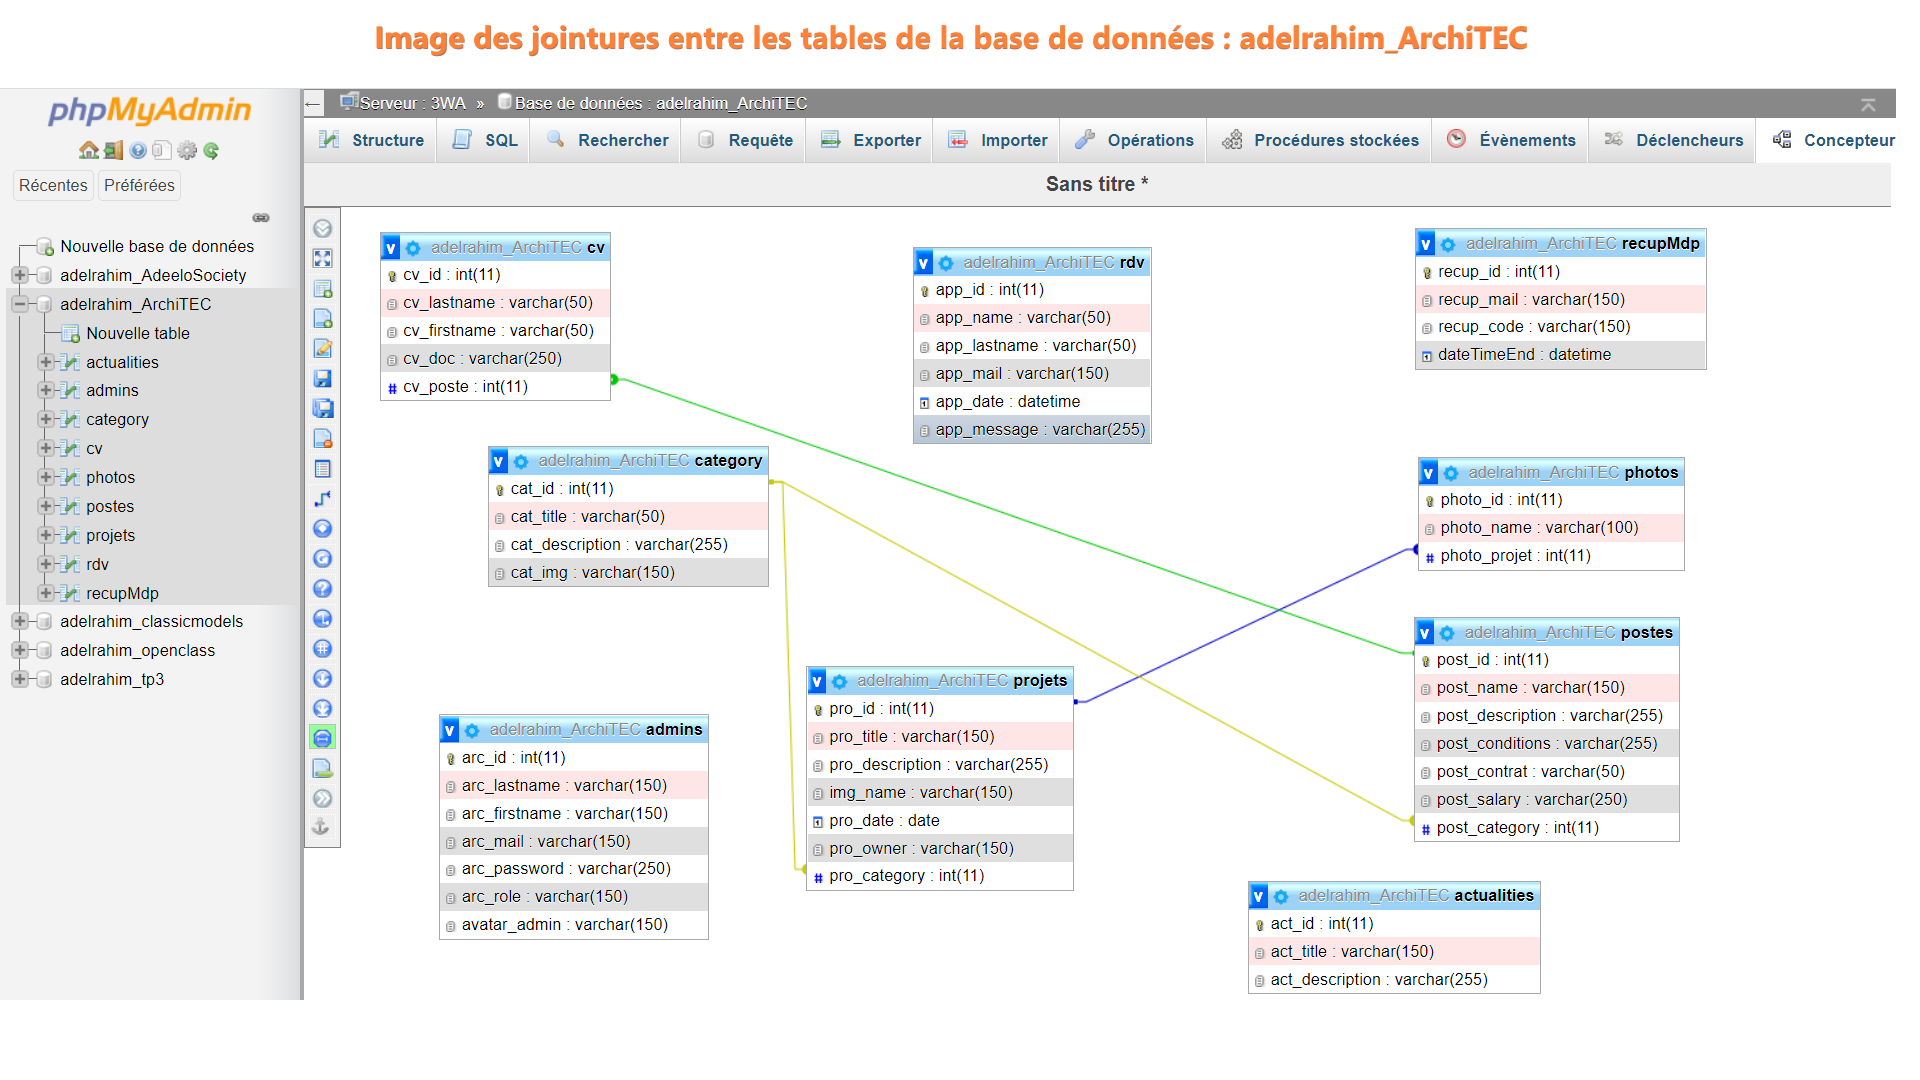 Image des jointures entre les tables de la base de données : adelrahim_ArchiTEC
phpMyAdmin
Récentes Préférées
Nouvelle base de données
adelrahim_AdeeloSociety
adelrahim_ArchiTEC
Nouvelle table
actualities
admins
category
cv
photos
postes
projets
rdv
recupMdp
adelrahim_classicmodels
adelrahim_openclass
adelrahim_tp3
Serveur : 3WA » Base de données : adelrahim_ArchiTEC
Structure SQL Rechercher Requête Exporter Importer Opérations Procédures stockées Évènements Déclencheurs Concepteur
Sans titre *
v adelrahim_ArchiTEC cv
cv_id : int(11)
cv_lastname : varchar(50)
cv_firstname : varchar(50)
cv_doc : varchar(250)
# cv_poste : int(11)
v adelrahim_ArchiTEC rdv
app_id : int(11)
app_name : varchar(50)
app_lastname : varchar(50)
app_mail : varchar(150)
app_date : datetime
app_message : varchar(255)
v adelrahim_ArchiTEC recupMdp
recup_id : int(11)
recup_mail : varchar(150)
recup_code : varchar(150)
dateTimeEnd : datetime
v adelrahim_ArchiTEC category
cat_id : int(11)
cat_title : varchar(50)
cat_description : varchar(255)
cat_img : varchar(150)
v adelrahim_ArchiTEC photos
photo_id : int(11)
photo_name : varchar(100)
# photo_projet : int(11)
v adelrahim_ArchiTEC postes
post_id : int(11)
post_name : varchar(150)
post_description : varchar(255)
post_conditions : varchar(255)
post_contrat : varchar(50)
post_salary : varchar(250)
# post_category : int(11)
v adelrahim_ArchiTEC projets
pro_id : int(11)
pro_title : varchar(150)
pro_description : varchar(255)
img_name : varchar(150)
pro_date : date
pro_owner : varchar(150)
# pro_category : int(11)
v adelrahim_ArchiTEC admins
arc_id : int(11)
arc_lastname : varchar(150)
arc_firstname : varchar(150)
arc_mail : varchar(150)
arc_password : varchar(250)
arc_role : varchar(150)
avatar_admin : varchar(150)
v adelrahim_ArchiTEC actualities
act_id : int(11)
act_title : varchar(150)
act_description : varchar(255)